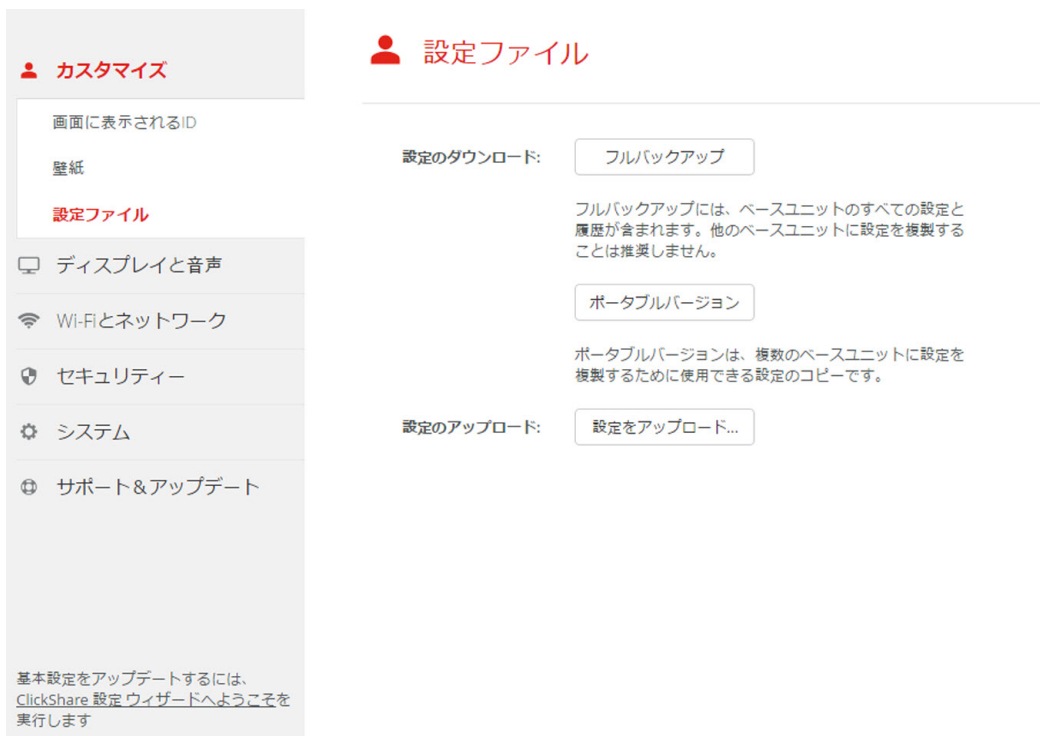 カスタマイズ
画面に表示されるID
壁紙
設定ファイル
ディスプレイと音声
Wi-Fiとネットワーク
セキュリティー
システム
サポート＆アップデート
基本設定をアップデートするには、
ClickShare 設定 ウィザードへようこそを
実行します
設定ファイル
設定のダウンロード:
フルバックアップ
フルバックアップには、ベースユニットのすべての設定と
履歴が含まれます。他のベースユニットに設定を複製する
ことは推奨しません。
ポータブルバージョン
ポータブルバージョンは、複数のベースユニットに設定を
複製するために使用できる設定のコピーです。
設定のアップロード:
設定をアップロード...